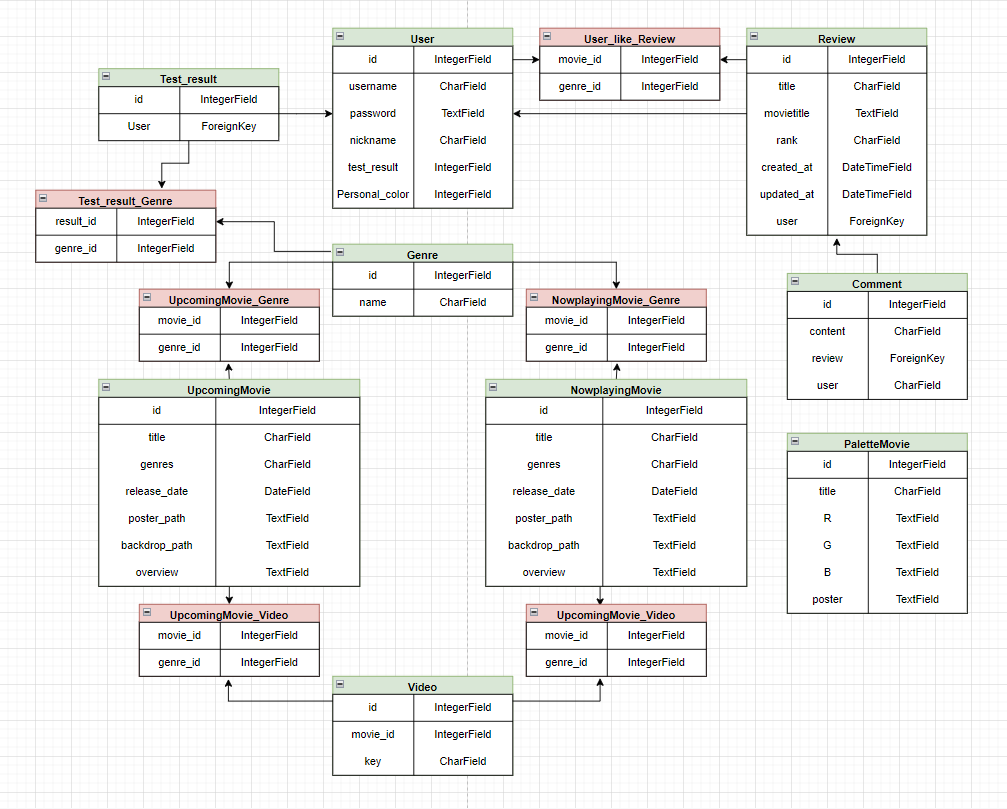 User
id IntegerField
username CharField
password TextField
nickname CharField
test_result IntegerField
Personal_color IntegerField
User_like_Review
movie_id IntegerField
genre_id IntegerField
Review
id IntegerField
title CharField
movietitle TextField
rank CharField
created_at DateTimeField
updated_at DateTimeField
user ForeignKey
Test_result
id IntegerField
User ForeignKey
Test_result_Genre
result_id IntegerField
genre_id IntegerField
Genre
id IntegerField
name CharField
UpcomingMovie_Genre
movie_id IntegerField
genre_id IntegerField
NowplayingMovie_Genre
movie_id IntegerField
genre_id IntegerField
Comment
id IntegerField
content CharField
review ForeignKey
user CharField
UpcomingMovie
id IntegerField
title CharField
genres CharField
release_date DateField
poster_path TextField
backdrop_path TextField
overview TextField
NowplayingMovie
id IntegerField
title CharField
genres CharField
release_date DateField
poster_path TextField
backdrop_path TextField
overview TextField
PaletteMovie
id IntegerField
title CharField
R TextField
G TextField
B TextField
poster TextField
UpcomingMovie_Video
movie_id IntegerField
genre_id IntegerField
UpcomingMovie_Video
movie_id IntegerField
genre_id IntegerField
Video
id IntegerField
movie_id IntegerField
key CharField